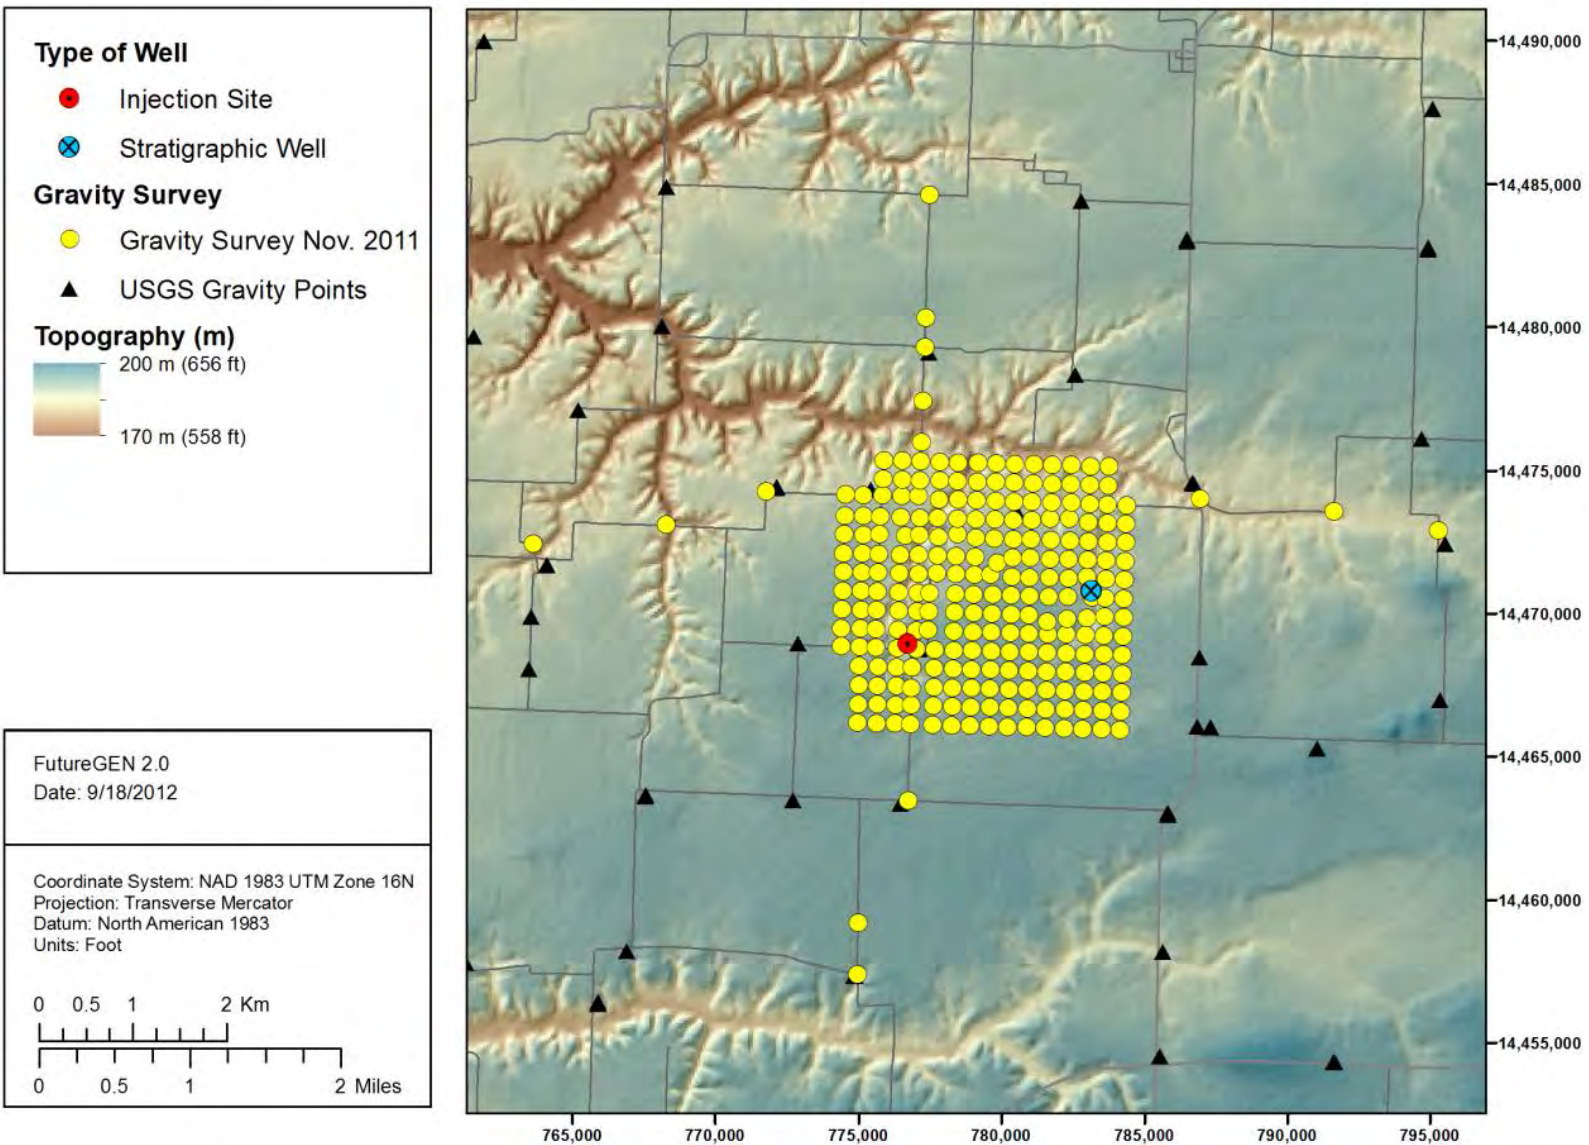 Type of Well
Injection Site
Stratigraphic Well
Gravity Survey
Gravity Survey Nov. 2011
USGS Gravity Points
Topography (m)
200 m (656 ft)
170 m (558 ft)
FutureGEN 2.0
Date: 9/18/2012
Coordinate System: NAD 1983 UTM Zone 16N
Projection: Transverse Mercator
Datum: North American 1983
Units: Foot
0 0.5 1 2 Km
0 0.5 1 2 Miles
14,490,000
14,485,000
14,480,000
14,475,000
14,470,000
14,465,000
14,460,000
14,455,000
765,000 770,000 775,000 780,000 785,000 790,000 795,000